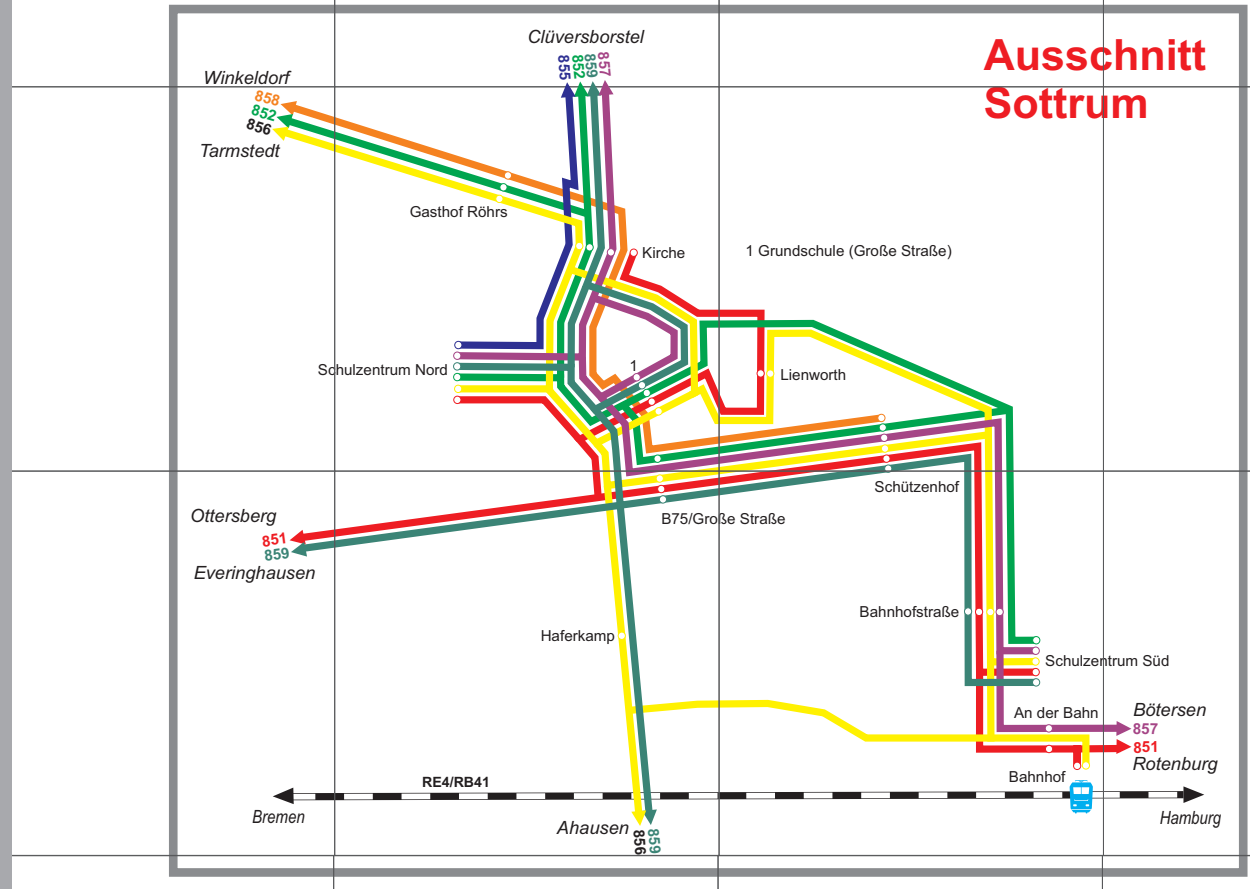 Ausschnitt
Sottrum
Clüversborstel
855
852
859
857
Winkeldorf
858
852
856
Tarmstedt
Gasthof Röhrs
Kirche
1 Grundschule (Große Straße)
Schulzentrum Nord
1
Lienworth
Schützenhof
B75/Große Straße
Ottersberg
851
859
Everinghausen
Bahnhofstraße
Haferkamp
Schulzentrum Süd
An der Bahn
Bötersen
857
851
Rotenburg
Bahnhof
RE4/RB41
Bremen
Hamburg
Ahausen
856
859